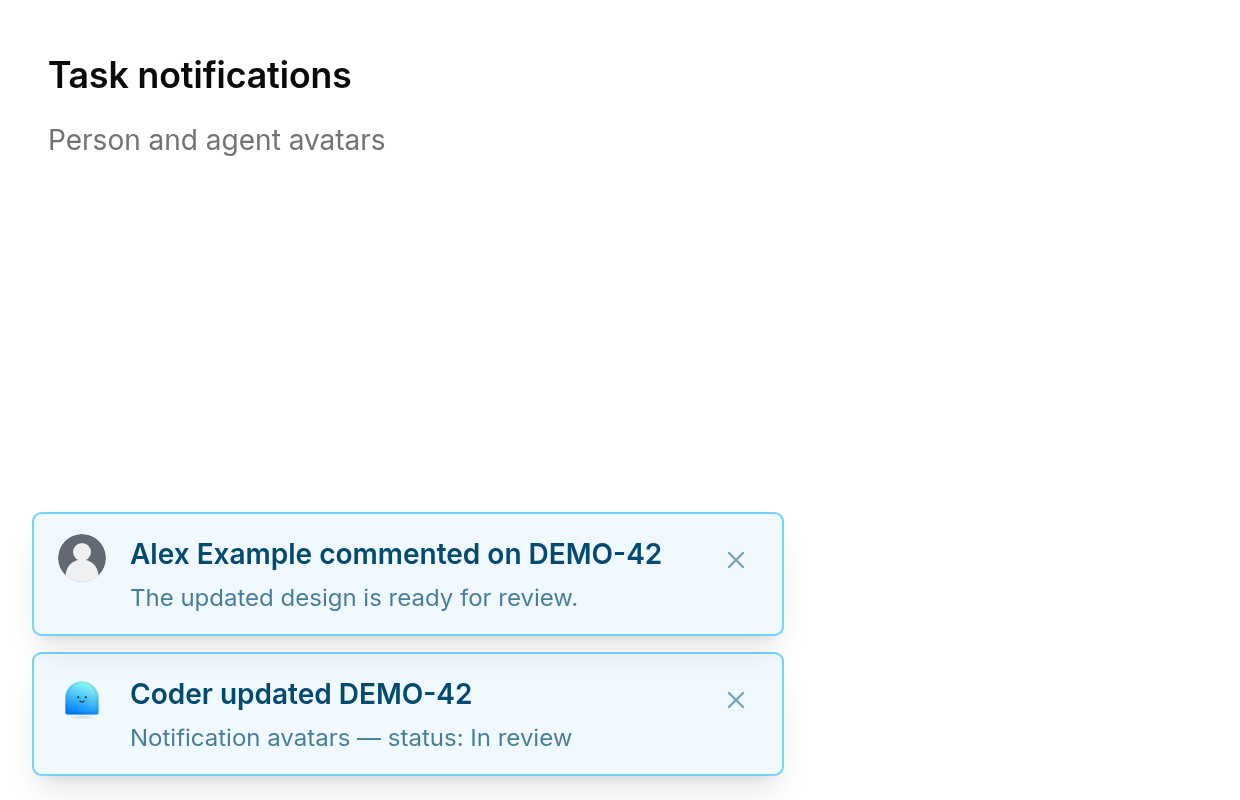 Task notifications
Person and agent avatars
Alex Example commented on DEMO-42
The updated design is ready for review.
Coder updated DEMO-42
Notification avatars — status: In review